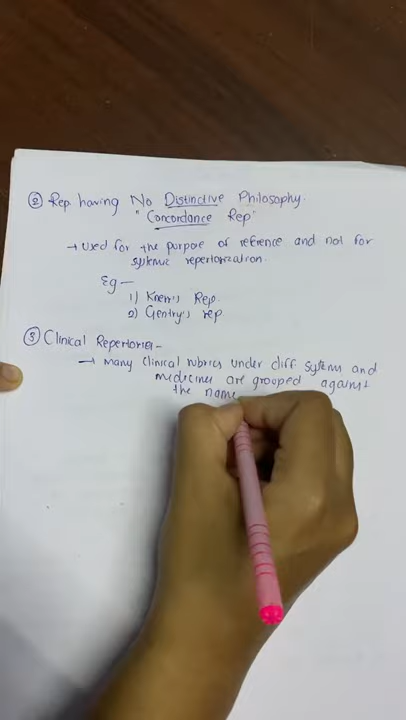 ② Rep. having No Distinctive Philosophy.
"Concordance Rep"
→ Used for the purpose of reference and not for
systemic repertorization.
Eg —
1) Knerr's Rep.
2) Gentry's rep.
③ Clinical Repertories –
→ Many Clinical rubrics under diff systems and
medicines are grouped against
the name